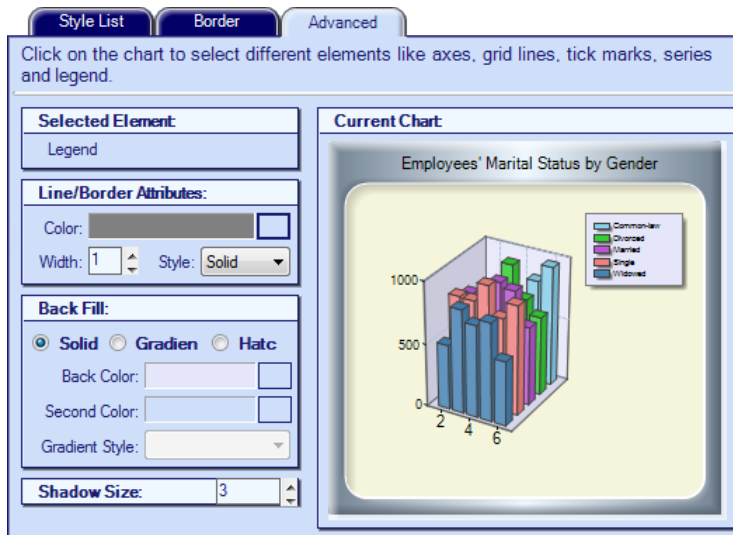 Style List Border Advanced
Click on the chart to select different elements like axes, grid lines, tick marks, series
and legend.
Selected Element:
Legend
Line/Border Attributes:
Color:
Width: 1 Style: Solid
Back Fill:
Solid Gradien Hatc
Back Color:
Second Color:
Gradient Style:
Shadow Size: 3
Current Chart:
Employees' Marital Status by Gender
Common-law
Divorced
Married
Single
Widowed
1000
500
0
2
4
6